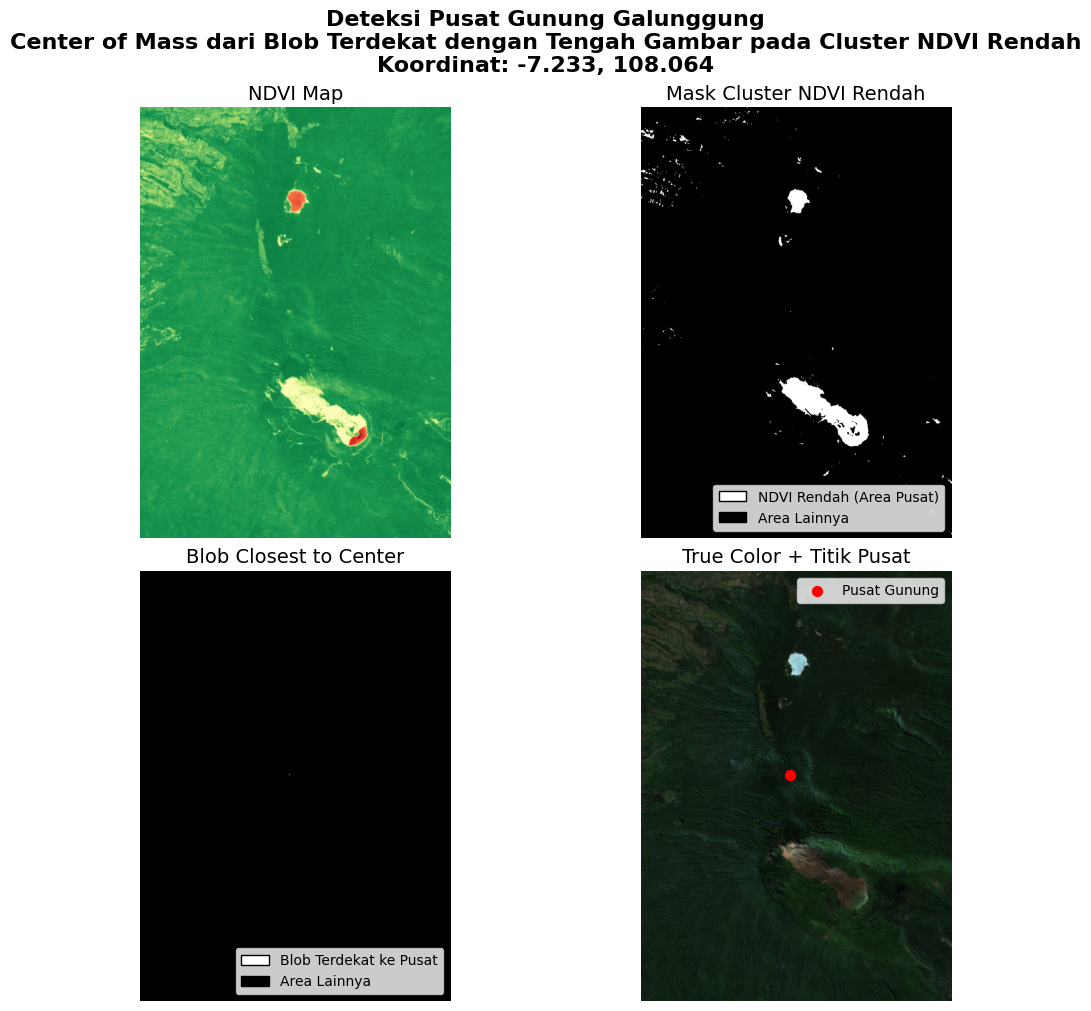 Deteksi Pusat Gunung Galunggung
Center of Mass dari Blob Terdekat dengan Tengah Gambar pada Cluster NDVI Rendah
Koordinat: -7.233, 108.064
NDVI Map
Mask Cluster NDVI Rendah
NDVI Rendah (Area Pusat)
Area Lainnya
Blob Closest to Center
True Color + Titik Pusat
Pusat Gunung
Blob Terdekat ke Pusat
Area Lainnya